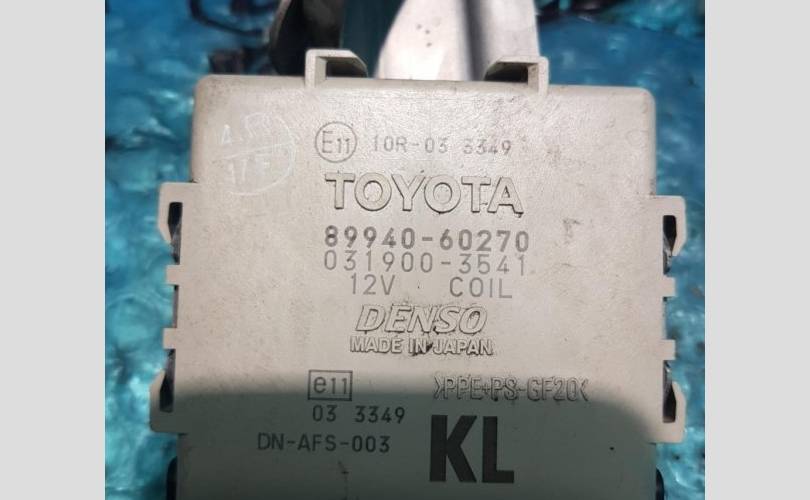 E11 10R-03 3349
TOYOTA
89940-60270
031900-3541
12V COIL
DENSO
MADE IN JAPAN
e11 >PPE+PS-GF20<
03 3349
DN-AFS-003 KL